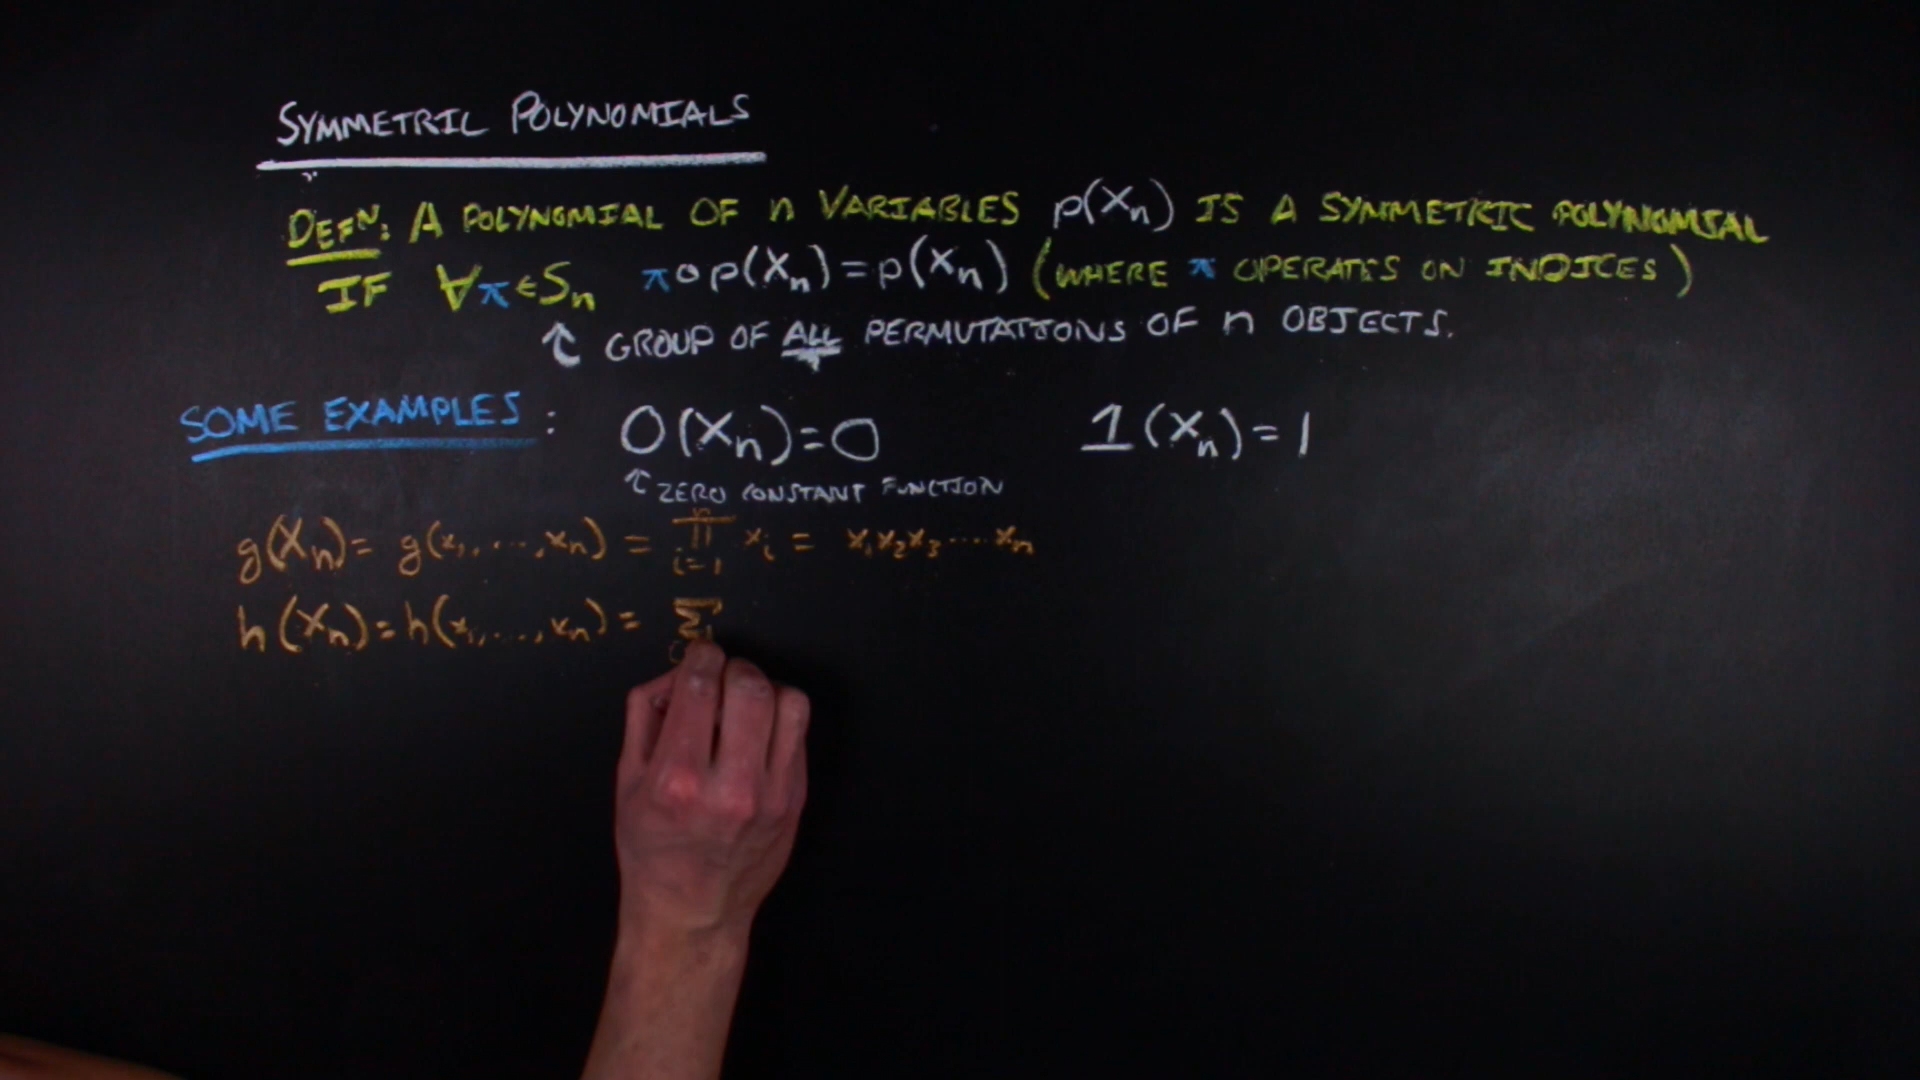 SYMMETRIC POLYNOMIALS
DEFN: A POLYNOMIAL OF n VARIABLES p(Xn) IS A SYMMETRIC POLYNOMIAL
IF ∀π∈Sn π∘p(Xn)=p(Xn) (WHERE π OPERATES ON INDICES)
↑ GROUP OF ALL PERMUTATIONS OF n OBJECTS.
SOME EXAMPLES: 0(Xn)=0 1(Xn)=1
↑ ZERO CONSTANT FUNCTION
g(Xn)= g(x₁,...,xn) = ∏ⁿᵢ₌₁ xᵢ = x₁x₂x₃....xn
h(Xn)=h(x₁,...,xn)= Σ